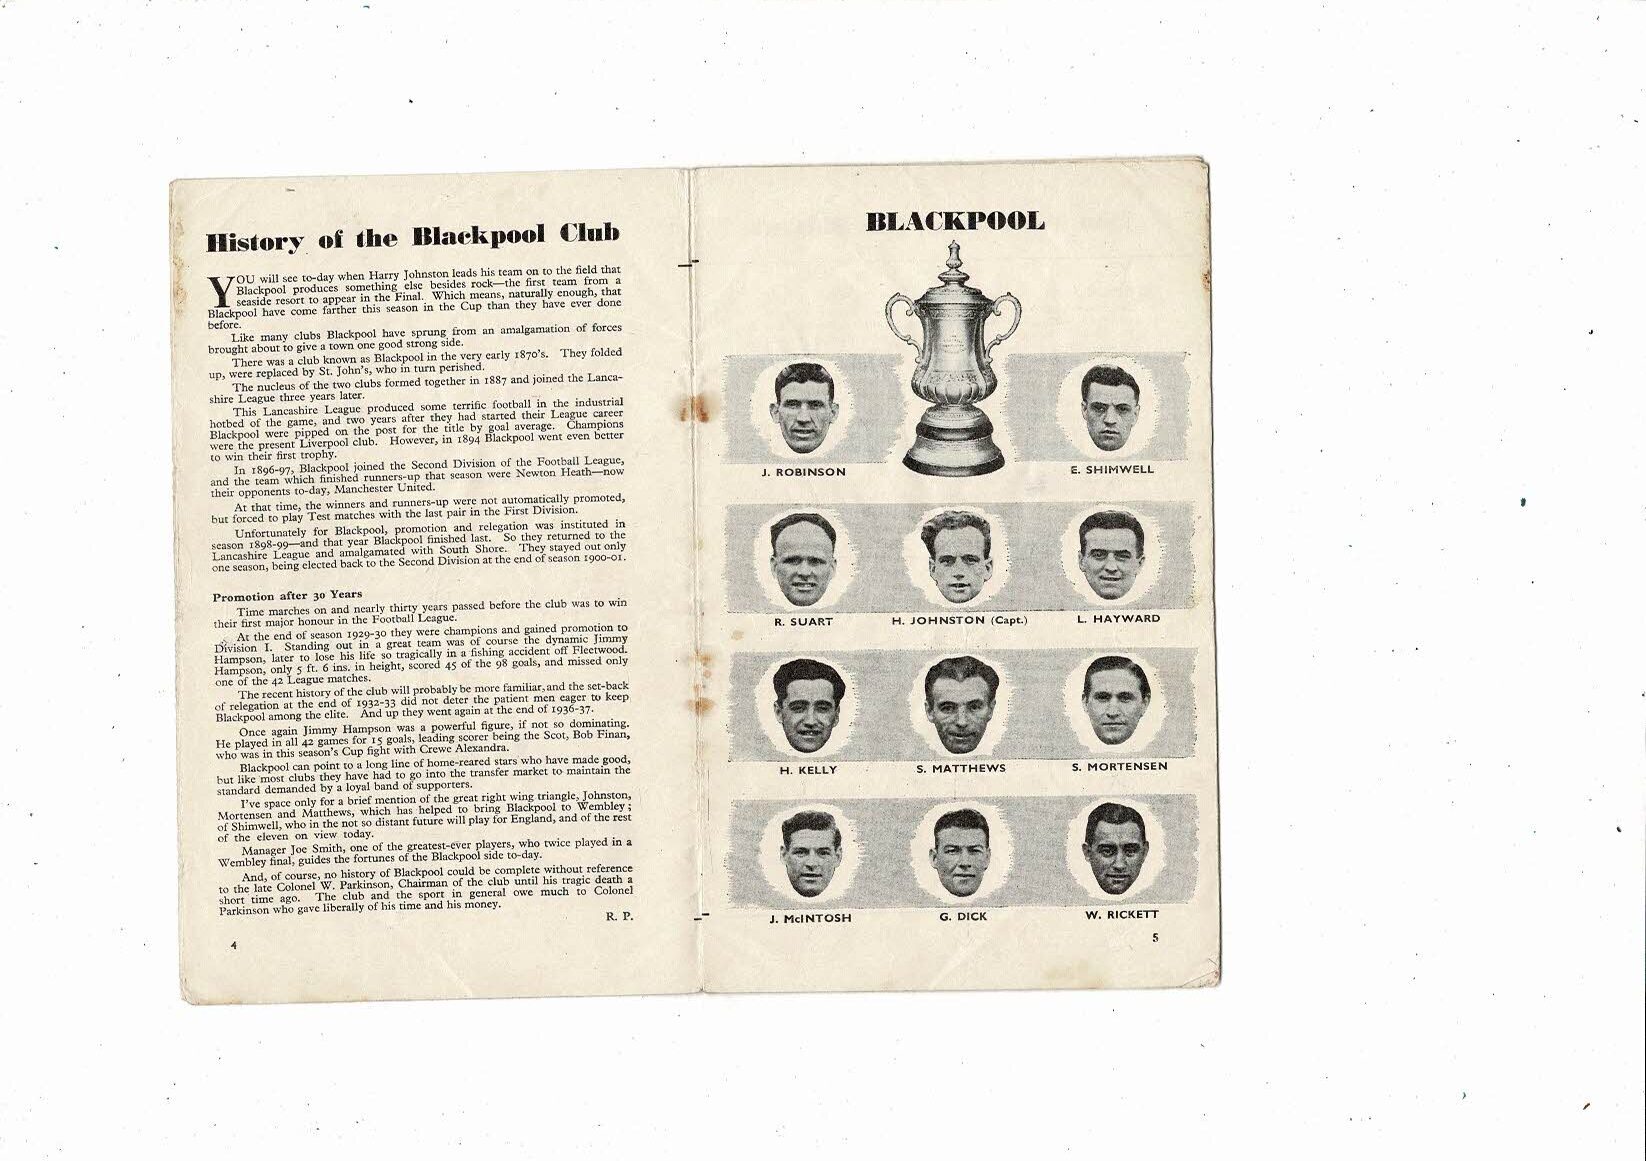 History of the Blackpool Club
YOU will see to-day when Harry Johnston leads his team on to the field that
Blackpool produces something else besides rock—the first team from a
seaside resort to appear in the Final. Which means, naturally enough, that
Blackpool have come farther this season in the Cup than they have ever done
before.
Like many clubs Blackpool have sprung from an amalgamation of forces
brought about to give a town one good strong side.
There was a club known as Blackpool in the very early 1870's. They folded
up, were replaced by St. John's, who in turn perished.
The nucleus of the two clubs formed together in 1887 and joined the Lanca-
shire League three years later.
This Lancashire League produced some terrific football in the industrial
hotbed of the game, and two years after they had started their League career
Blackpool were pipped on the post for the title by goal average. Champions
were the present Liverpool club. However, in 1894 Blackpool went even better
to win their first trophy.
In 1896-97, Blackpool joined the Second Division of the Football League,
and the team which finished runners-up that season were Newton Heath—now
their opponents to-day, Manchester United.
At that time, the winners and runners-up were not automatically promoted,
but forced to play Test matches with the last pair in the First Division.
Unfortunately for Blackpool, promotion and relegation was instituted in
season 1898-99—and that year Blackpool finished last. So they returned to the
Lancashire League and amalgamated with South Shore. They stayed out only
one season, being elected back to the Second Division at the end of season 1900-01.
Promotion after 30 Years
Time marches on and nearly thirty years passed before the club was to win
their first major honour in the Football League.
At the end of season 1929-30 they were champions and gained promotion to
Division I. Standing out in a great team was of course the dynamic Jimmy
Hampson, later to lose his life so tragically in a fishing accident off Fleetwood.
Hampson, only 5 ft. 6 ins. in height, scored 45 of the 98 goals, and missed only
one of the 42 League matches.
The recent history of the club will probably be more familiar, and the set-back
of relegation at the end of 1932-33 did not deter the patient men eager to keep
Blackpool among the elite. And up they went again at the end of 1936-37.
Once again Jimmy Hampson was a powerful figure, if not so dominating.
He played in all 42 games for 15 goals, leading scorer being the Scot, Bob Finan,
who was in this season's Cup fight with Crewe Alexandra.
Blackpool can point to a long line of home-reared stars who have made good,
but like most clubs they have had to go into the transfer market to maintain the
standard demanded by a loyal band of supporters.
I've space only for a brief mention of the great right wing triangle, Johnston,
Mortensen and Matthews, which has helped to bring Blackpool to Wembley;
of Shimwell, who in the not so distant future will play for England, and of the rest
of the eleven on view today.
Manager Joe Smith, one of the greatest-ever players, who twice played in a
Wembley final, guides the fortunes of the Blackpool side to-day.
And, of course, no history of Blackpool could be complete without reference
to the late Colonel W. Parkinson, Chairman of the club until his tragic death a
short time ago. The club and the sport in general owe much to Colonel
Parkinson who gave liberally of his time and his money.
R. P.
4
BLACKPOOL
J. ROBINSON
E. SHIMWELL
R. SUART
H. JOHNSTON (Capt.)
L. HAYWARD
H. KELLY
S. MATTHEWS
S. MORTENSEN
J. McINTOSH
G. DICK
W. RICKETT
5